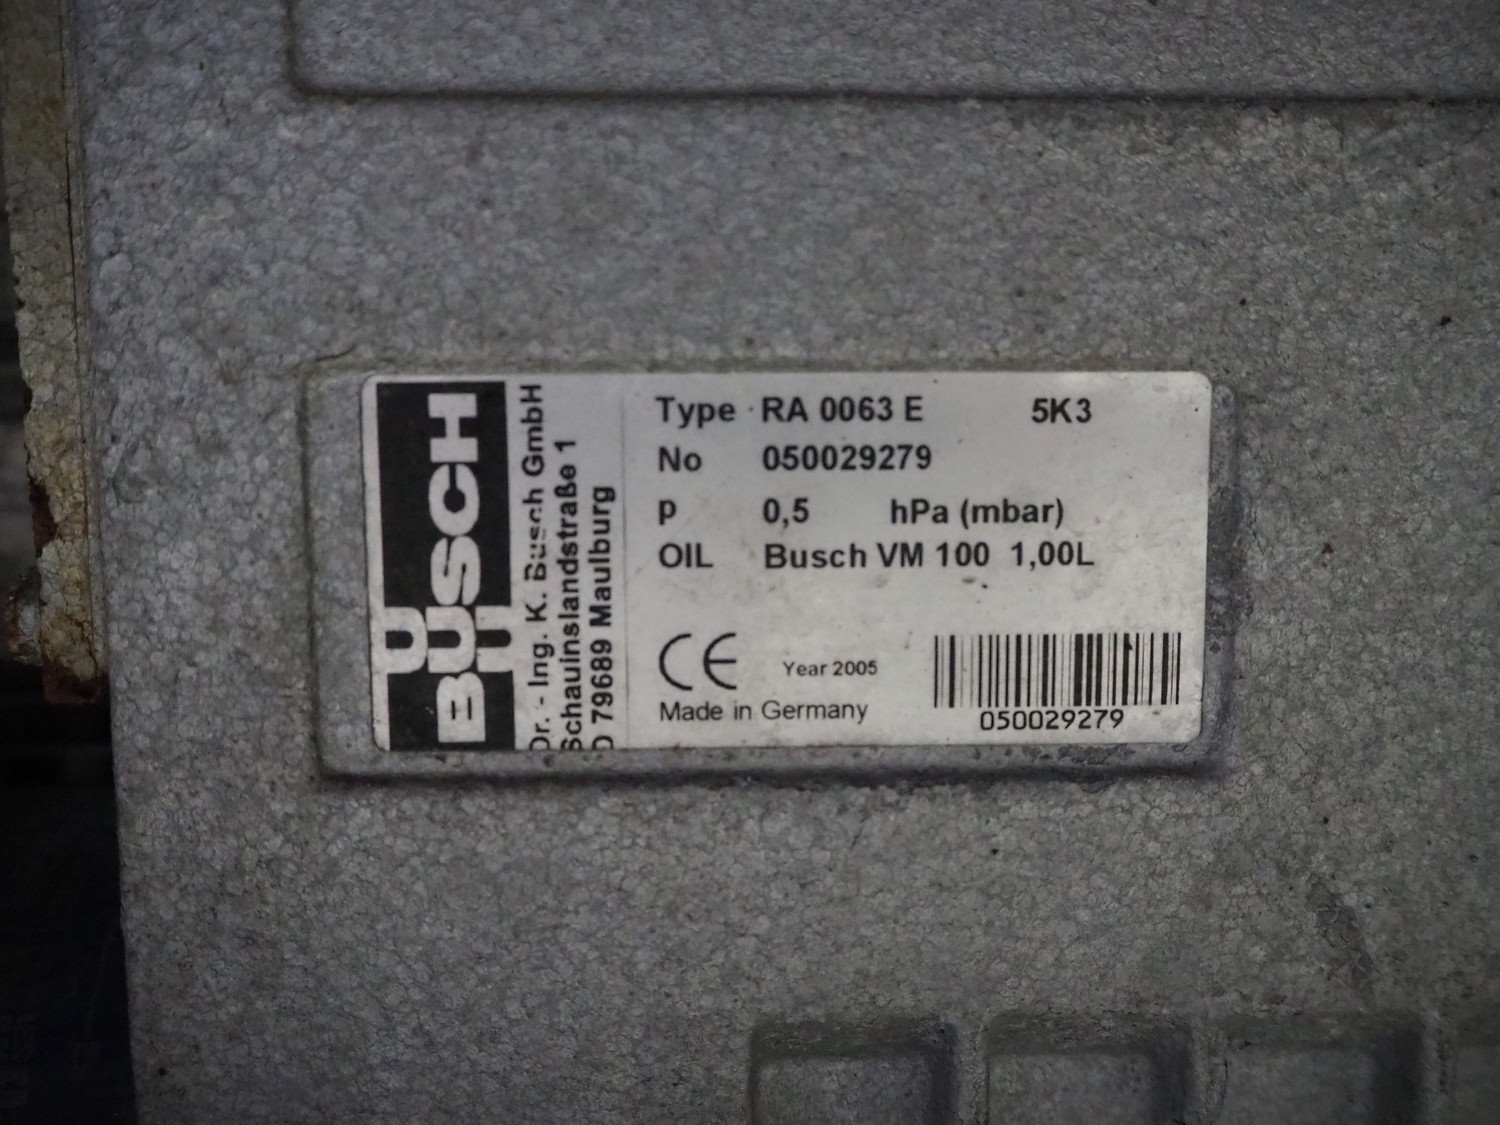 BUSCH
Dr. - Ing. K. Busch GmbH
Schauinslandstraße 1
D 79689 Maulburg
Type RA 0063 E 5K3
No 050029279
p 0,5 hPa (mbar)
OIL Busch VM 100 1,00L
CE Year 2005
Made in Germany
050029279